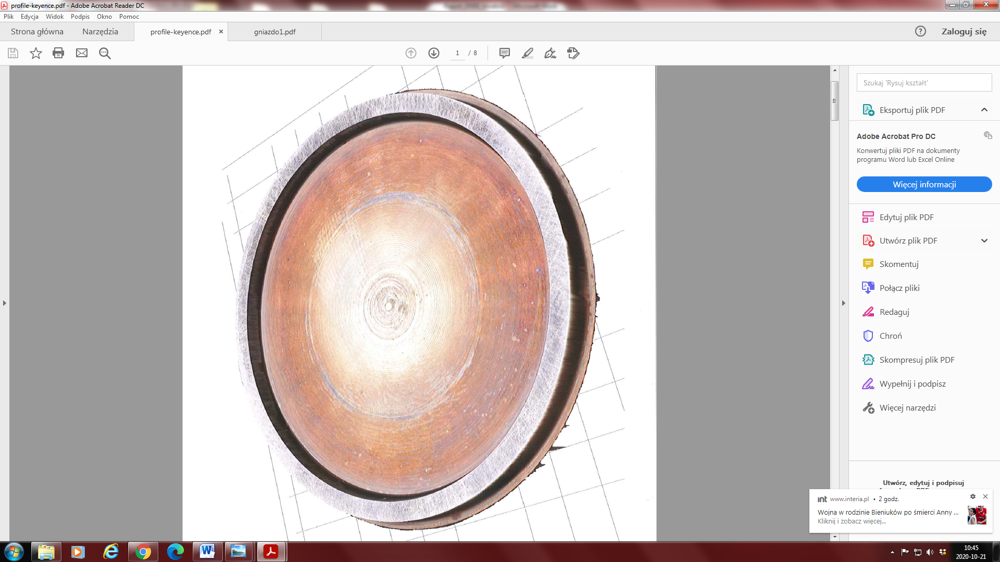 profile-keyence.pdf - Adobe Acrobat Reader DC
Plik Edycja Widok Podpis Okno Pomoc
Strona główna Narzędzia profile-keyence.pdf × gniazdo1.pdf Zaloguj się
1 / 8
Szukaj 'Rysuj kształt'
Eksportuj plik PDF
Adobe Acrobat Pro DC
Konwertuj pliki PDF na dokumenty
programu Word lub Excel Online
Więcej informacji
Edytuj plik PDF
Utwórz plik PDF
Skomentuj
Połącz pliki
Redaguj
Chroń
Skompresuj plik PDF
Wypełnij i podpisz
Więcej narzędzi
Utwórz, edytuj i podpisuj
int www.interia.pl • 2 godz.
Wojna w rodzinie Bieniuków po śmierci Anny ...
Kliknij i zobacz więcej...
10:45
2020-10-21